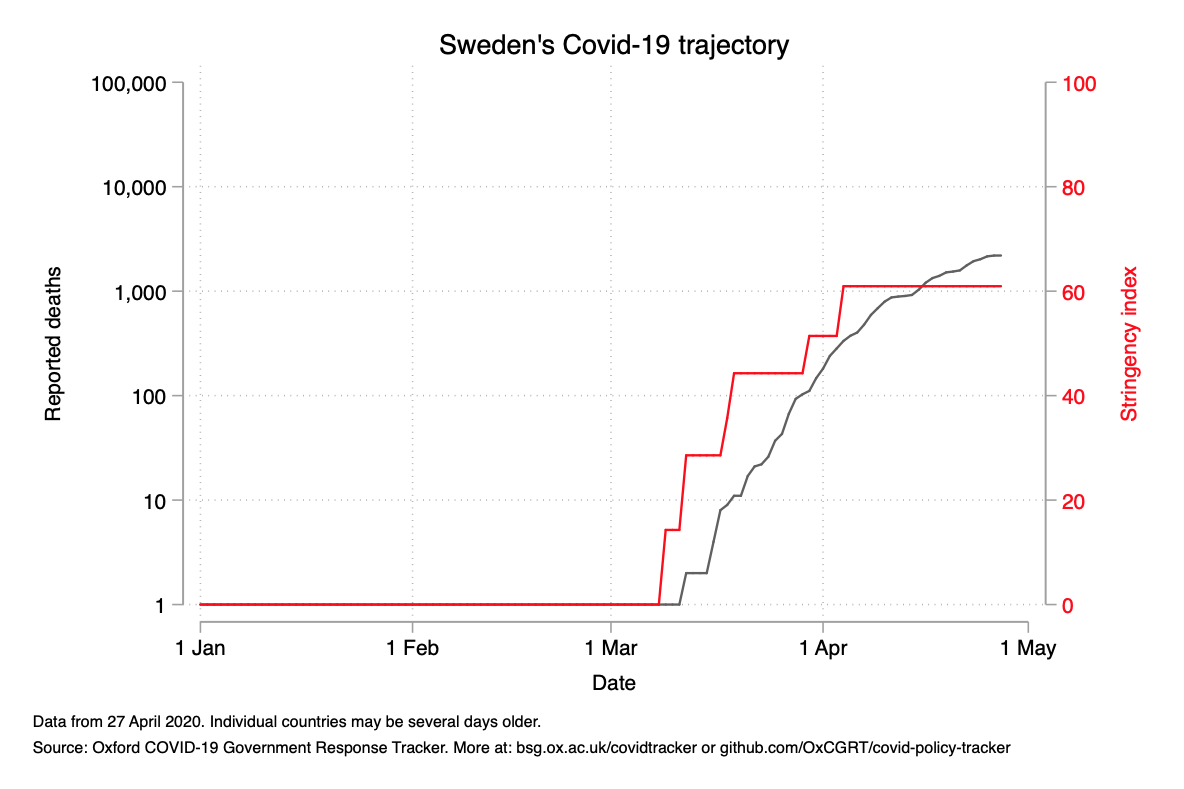 Sweden's Covid-19 trajectory
100,000
10,000
1,000
100
10
1
Reported deaths
100
80
60
40
20
0
Stringency index
1 Jan
1 Feb
1 Mar
1 Apr
1 May
Date
Data from 27 April 2020. Individual countries may be several days older.
Source: Oxford COVID-19 Government Response Tracker. More at: bsg.ox.ac.uk/covidtracker or github.com/OxCGRT/covid-policy-tracker